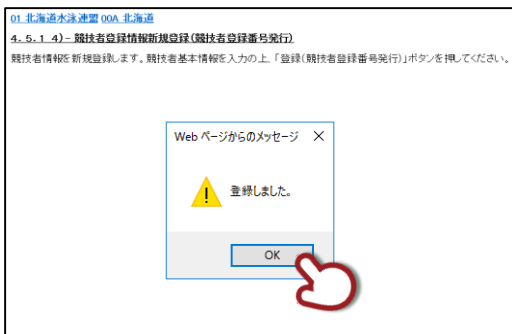 01 北海道水泳連盟 00A 北海道
4.5.1 4)- 競技者登録情報新規登録(競技者登録番号発行)
競技者情報を新規登録します。競技者基本情報を入力の上、「登録(競技者登録番号発行)」ボタンを押してください。
Web ページからのメッセージ ×
登録しました。
OK